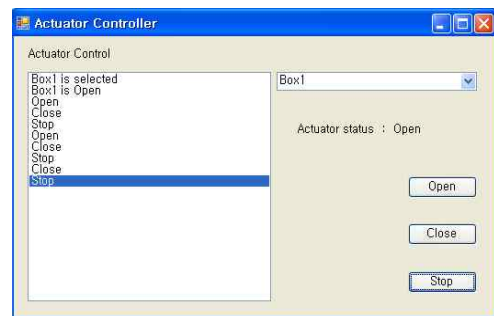 Actuator Controller
Actuator Control
Box1 is selected
Box1 is Open
Open
Close
Stop
Open
Close
Stop
Close
Stop
Box1
Actuator status : Open
Open
Close
Stop